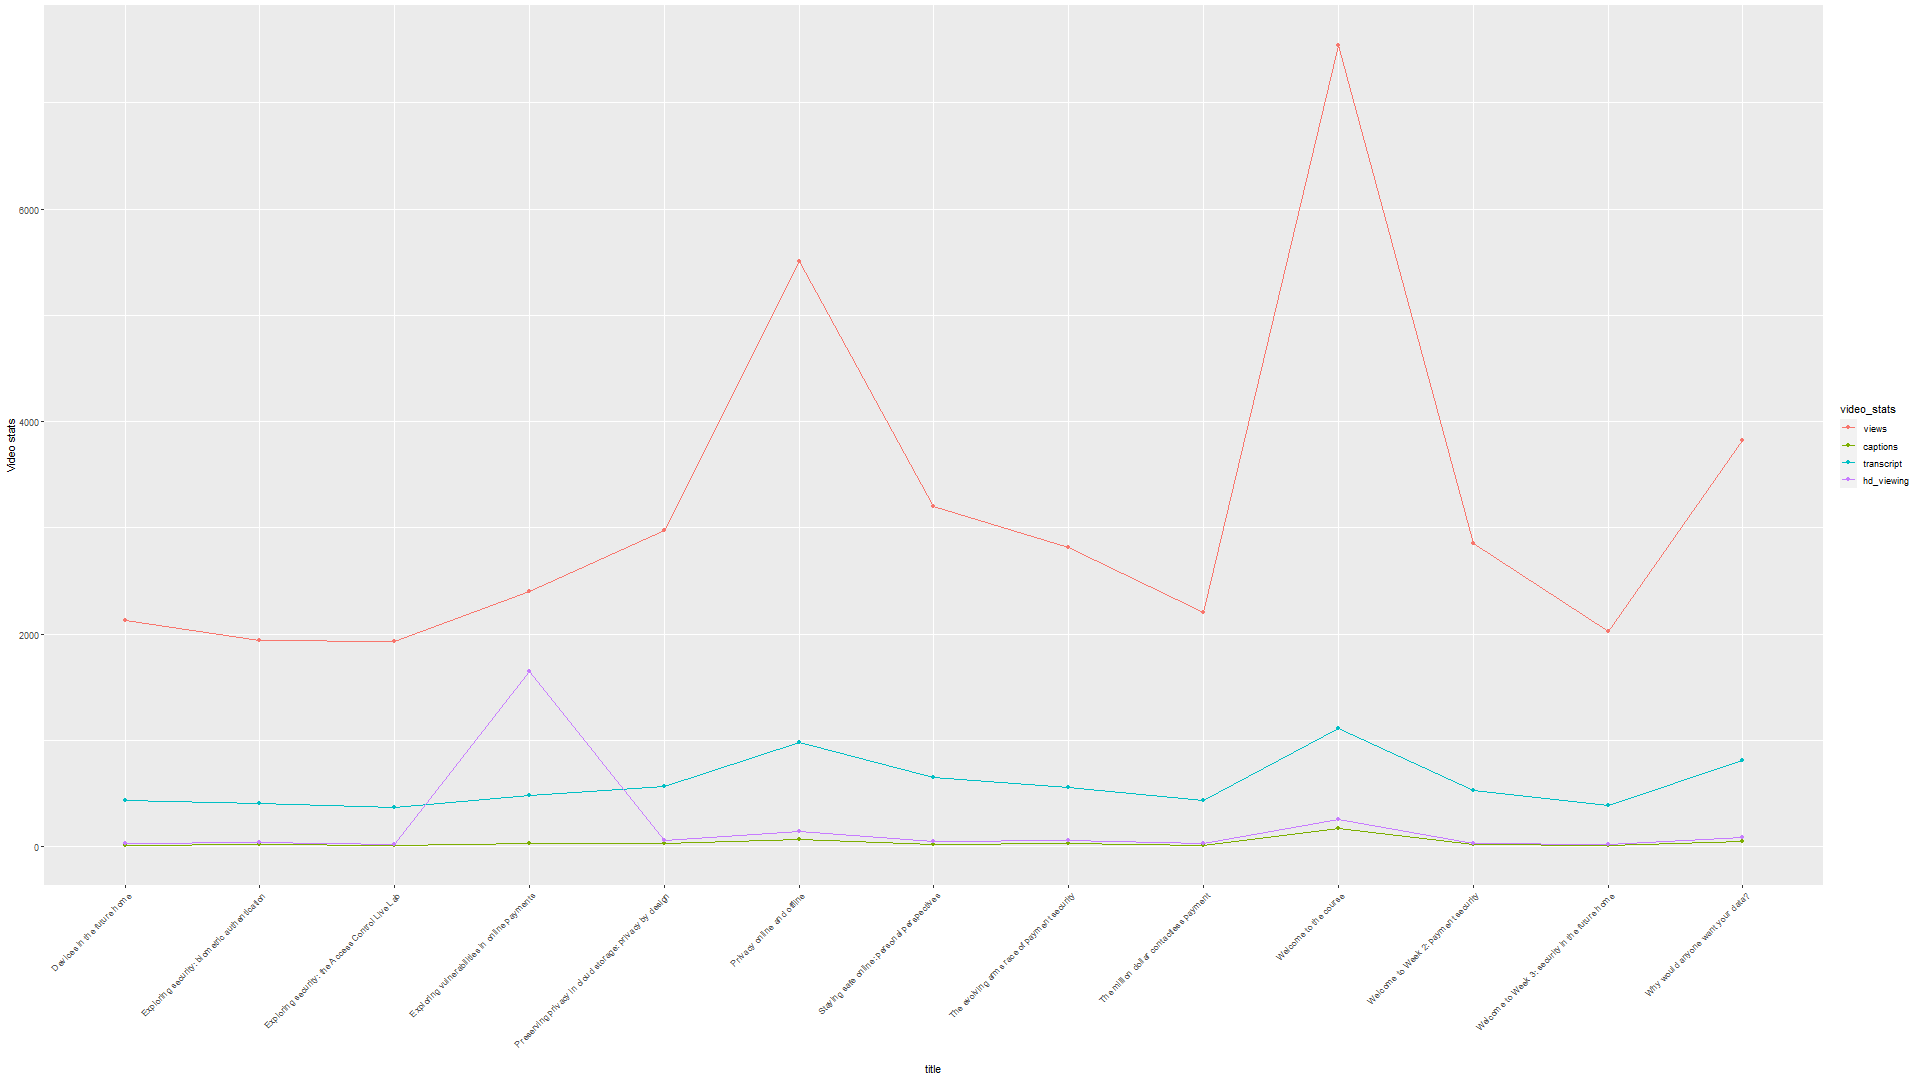 6000
4000
2000
0
Video stats
Devices in the future home
Exploring security: biometric authentication
Exploring security: the Access Control Live Lab
Exploring vulnerabilities in online payments
Preserving privacy in cloud storage: privacy by design
Privacy online and offline
Staying safe online: personal perspectives
The evolving arms race of payment security
The million dollar contactless payment
Welcome to the course
Welcome to Week 2: payment security
Welcome to Week 3: security in the future home
Why would anyone want your data?
title
video_stats
views
captions
transcript
hd_viewing